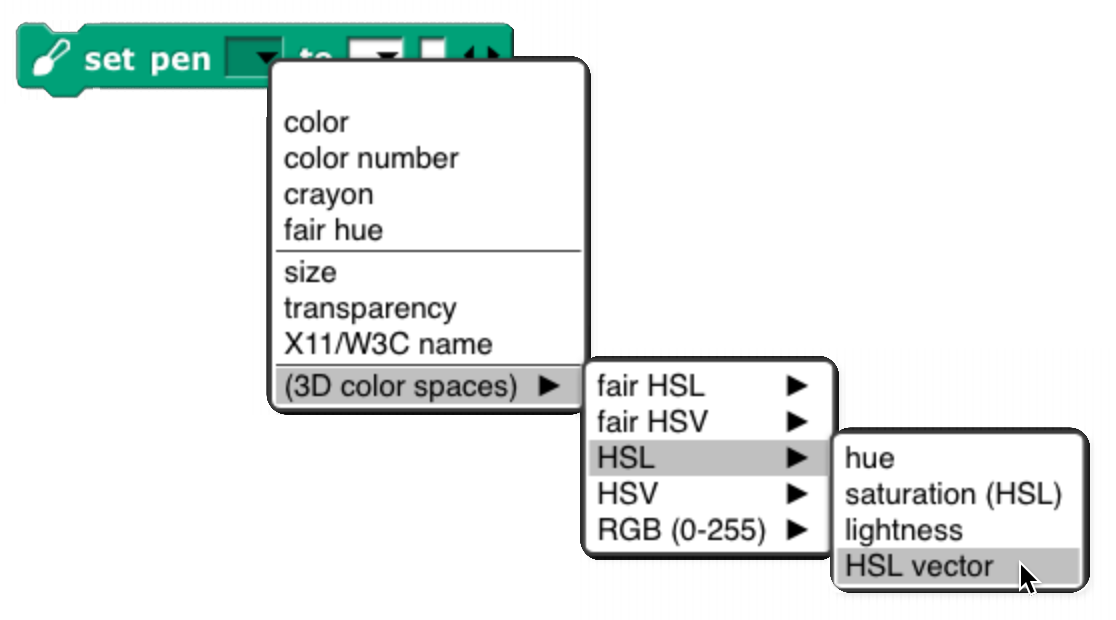 set pen to
color
color number
crayon
fair hue
size
transparency
X11/W3C name
(3D color spaces)
fair HSL
fair HSV
HSL
HSV
RGB (0-255)
hue
saturation (HSL)
lightness
HSL vector